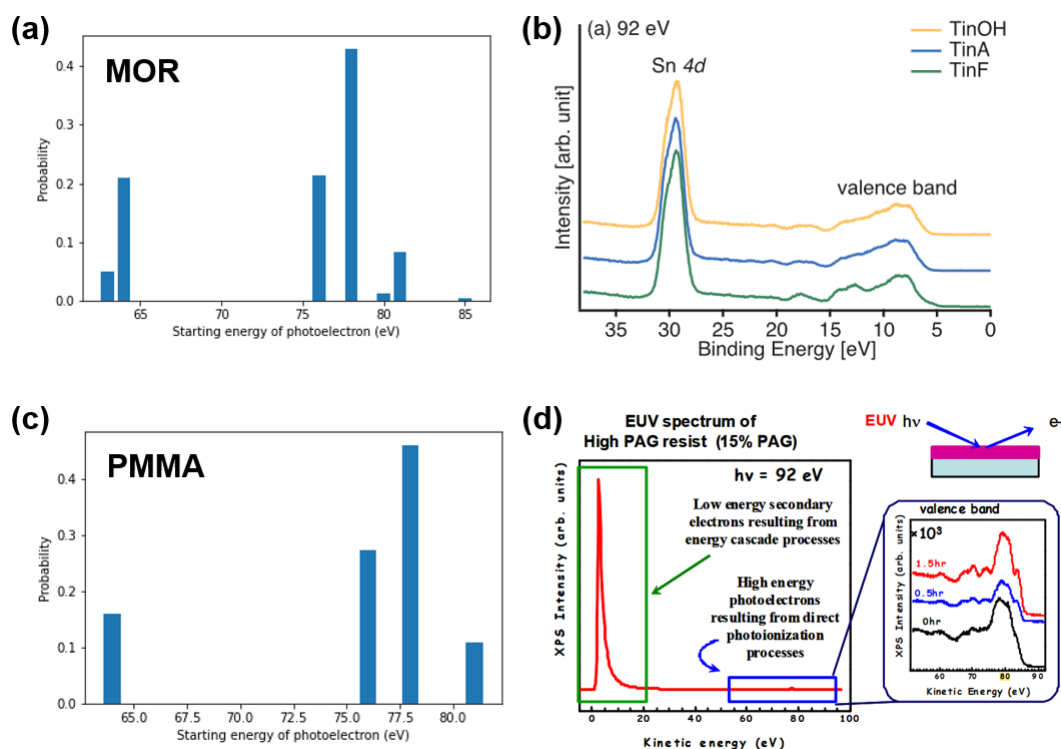 (a)
MOR
Probability
0.4
0.3
0.2
0.1
0.0
65 70 75 80 85
Starting energy of photoelectron (eV)
(b)
(a) 92 eV
TinOH
TinA
TinF
Sn 4d
valence band
Intensity [arb. unit]
35 30 25 20 15 10 5 0
Binding Energy [eV]
(c)
PMMA
Probability
0.5
0.4
0.3
0.2
0.1
0.0
65.0 67.5 70.0 72.5 75.0 77.5 80.0
Starting energy of photoelectron (eV)
(d)
EUV spectrum of
High PAG resist (15% PAG)
hν = 92 eV
Low energy secondary
electrons resulting from
energy cascade processes
High energy
photoelectrons
resulting from direct
photoionization
processes
XPS Intensity (arb. units)
0 20 40 60 80 100
Kinetic energy (eV)
EUV hν
e-
valence band
×10³
1.5hr
0.5hr
0hr
XPS Intensity (arb. units)
60 70 80 90
Kinetic Energy (eV)